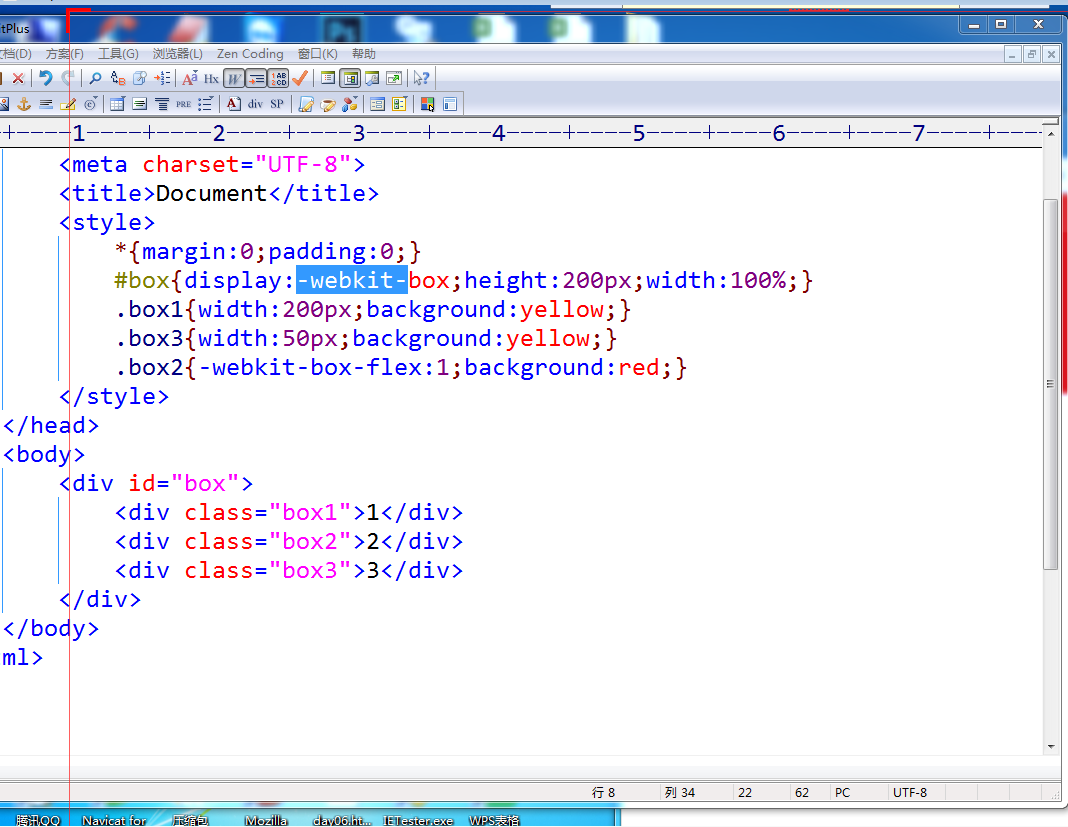 itPlus
文档(D) 方案(F) 工具(G) 浏览器(L) Zen Coding 窗口(K) 帮助
Hx W
PRE A div SP
1 2 3 4 5 6 7
<meta charset="UTF-8">
<title>Document</title>
<style>
*{margin:0;padding:0;}
#box{display:-webkit-box;height:200px;width:100%;}
.box1{width:200px;background:yellow;}
.box3{width:50px;background:yellow;}
.box2{-webkit-box-flex:1;background:red;}
</style>
</head>
<body>
<div id="box">
<div class="box1">1</div>
<div class="box2">2</div>
<div class="box3">3</div>
</div>
</body>
ml>
行 8 列 34 22 62 PC UTF-8
腾讯QQ Navicat for 压缩包 Mozilla day06.ht... IETester.exe WPS表格